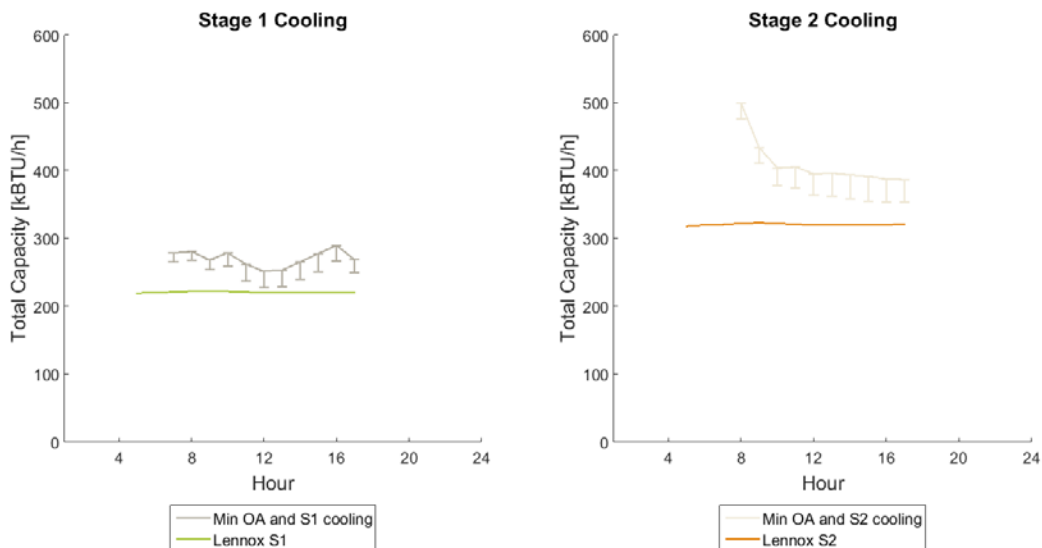 Stage 1 Cooling
600
500
400
300
200
100
0
Total Capacity [kBTU/h]
4 8 12 16 20 24
Hour
Min OA and S1 cooling
Lennox S1
Stage 2 Cooling
600
500
400
300
200
100
0
Total Capacity [kBTU/h]
4 8 12 16 20 24
Hour
Min OA and S2 cooling
Lennox S2